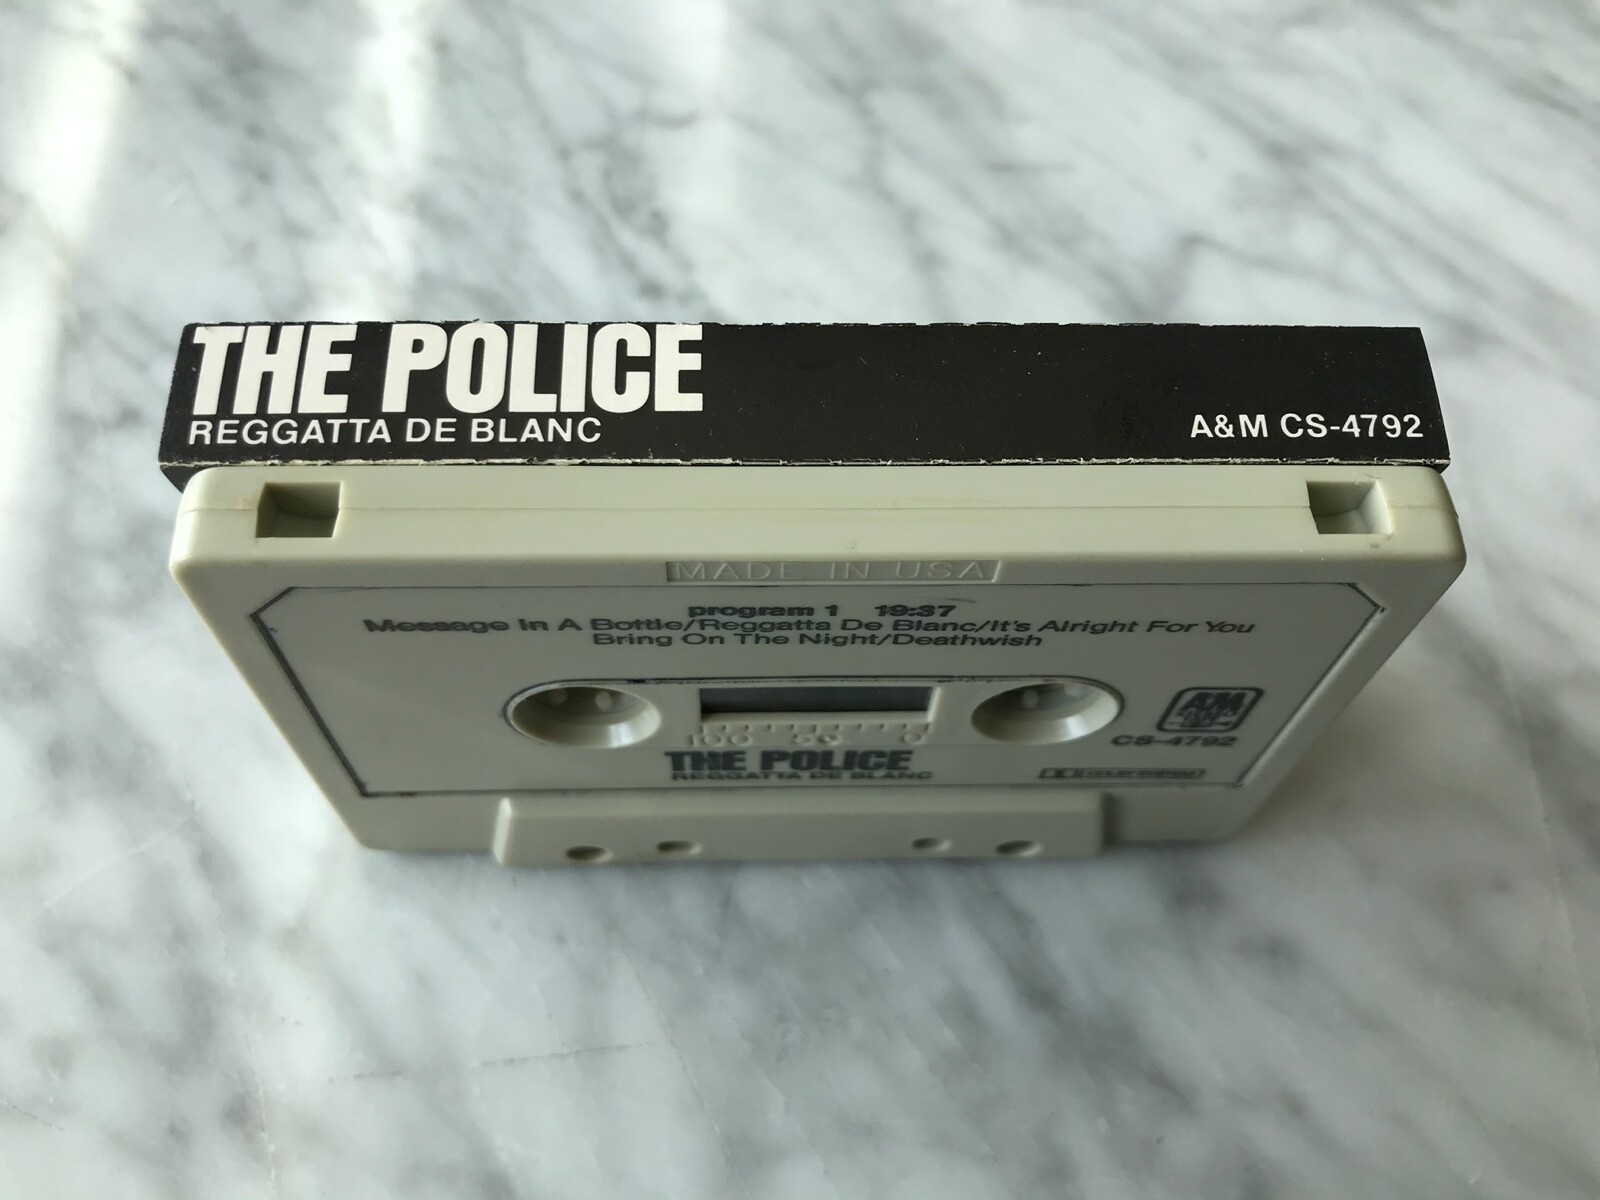 THE POLICE
REGGATTA DE BLANC
A&M CS-4792
MADE IN USA
program 1 19:37
Message In A Bottle/Reggatta De Blanc/It's Alright For You
Bring On The Night/Deathwish
A&M
CS-4792
100 50 0
THE POLICE
REGGATTA DE BLANC
DOLBY SYSTEM